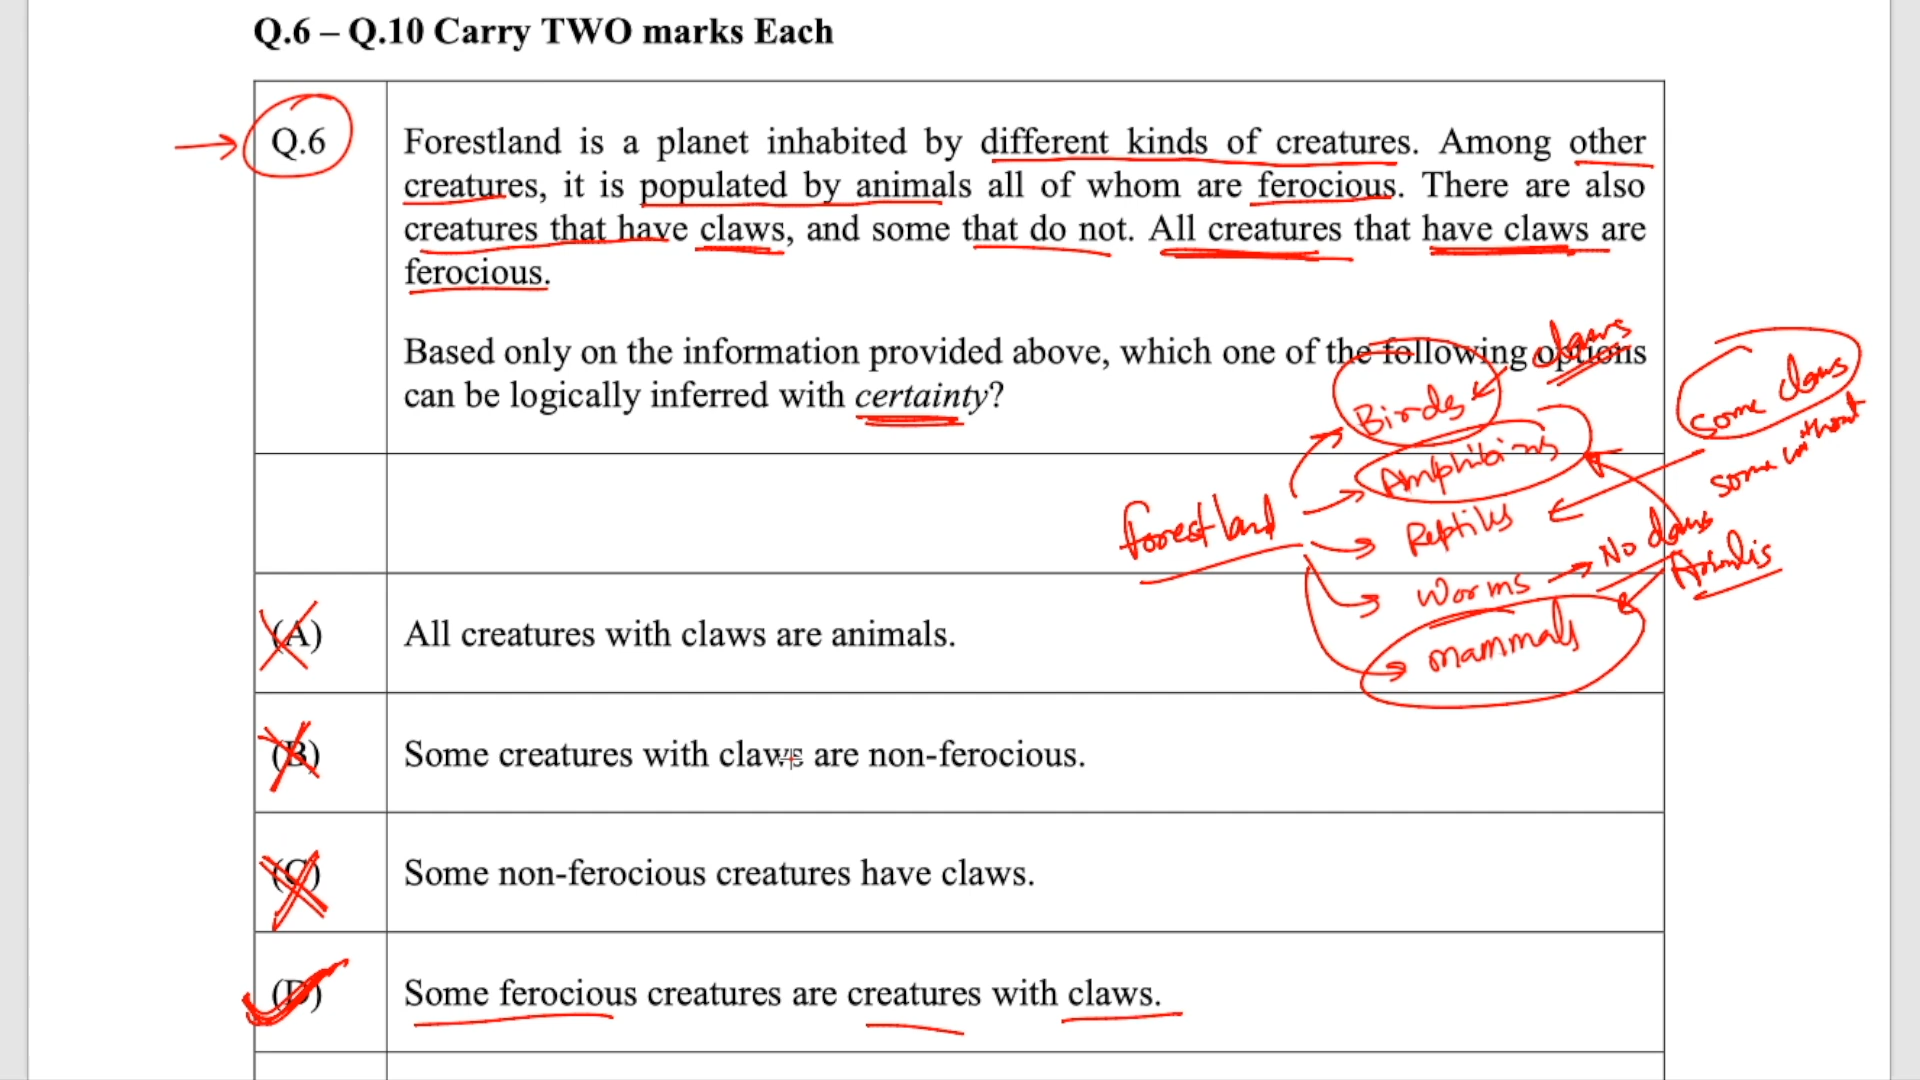 Q.6 – Q.10 Carry TWO marks Each
Q.6
Forestland is a planet inhabited by different kinds of creatures. Among other
creatures, it is populated by animals all of whom are ferocious. There are also
creatures that have claws, and some that do not. All creatures that have claws are
ferocious.
Based only on the information provided above, which one of the following options
can be logically inferred with certainty?
claws
Birds
Some claws
some without
Amphibians
Forestland
Reptiles
No claws
Worms
mammals
(A)
All creatures with claws are animals.
(B)
Some creatures with claws are non-ferocious.
(C)
Some non-ferocious creatures have claws.
(D)
Some ferocious creatures are creatures with claws.